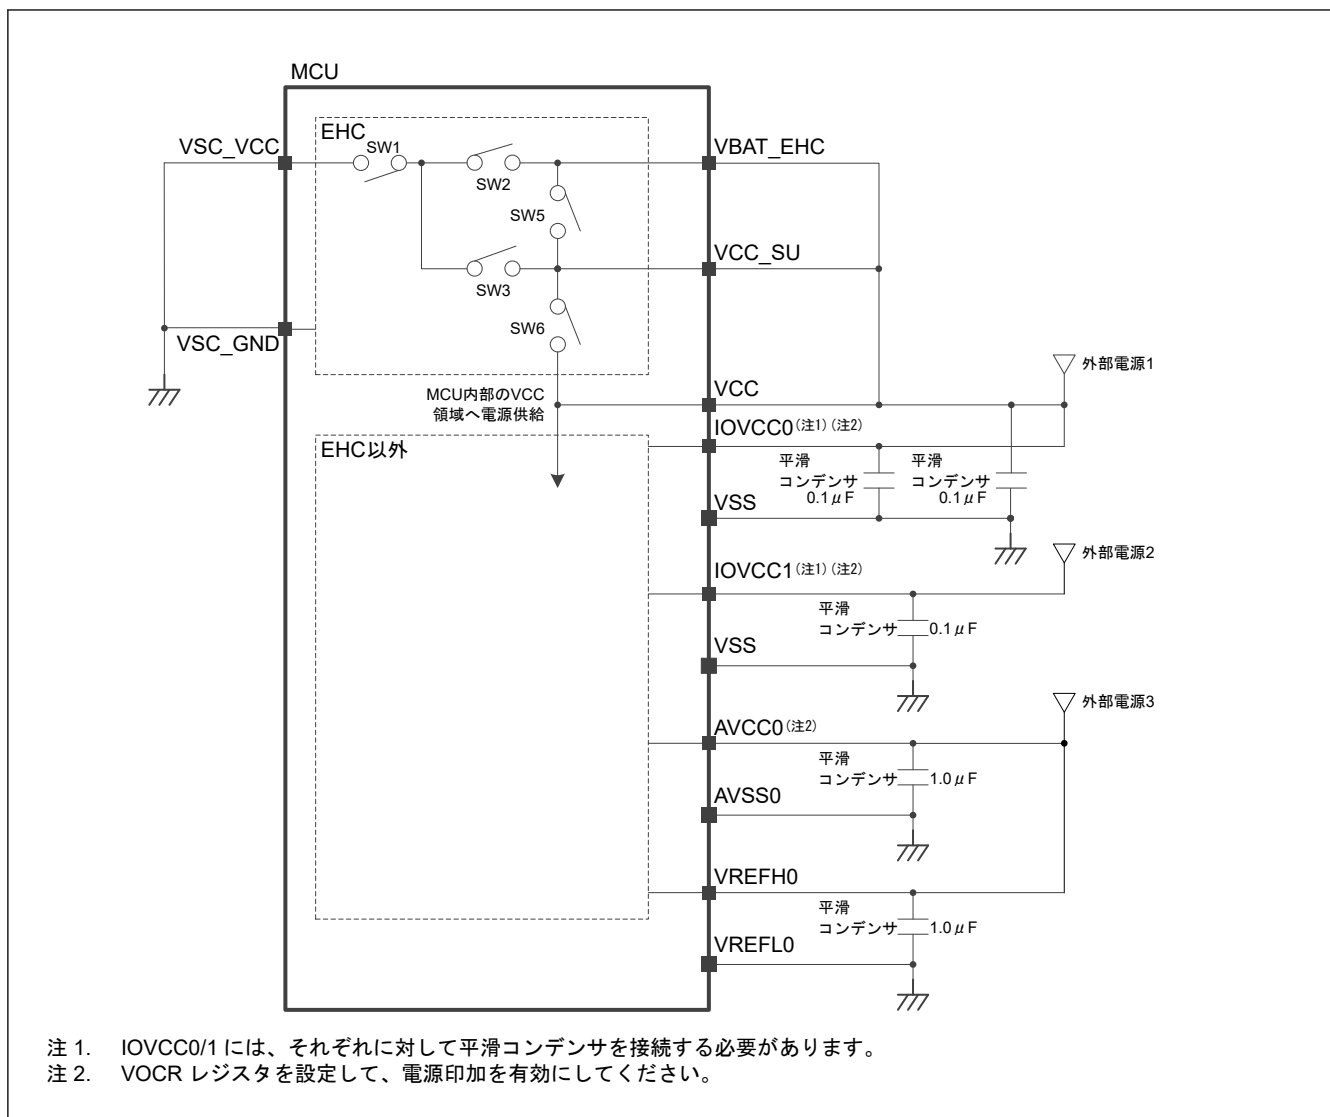 MCU
EHC
VSC_VCC
SW1
SW2
VBAT_EHC
SW5
VCC_SU
SW3
SW6
VSC_GND
MCU内部のVCC
領域へ電源供給
VCC
外部電源1
IOVCC0(注1)(注2)
EHC以外
平滑
コンデンサ
0.1μF
平滑
コンデンサ
0.1μF
VSS
外部電源2
IOVCC1(注1)(注2)
平滑
コンデンサ 0.1μF
VSS
外部電源3
AVCC0(注2)
平滑
コンデンサ 1.0μF
AVSS0
VREFH0
平滑
コンデンサ 1.0μF
VREFL0
注 1. IOVCC0/1 には、それぞれに対して平滑コンデンサを接続する必要があります。
注 2. VOCR レジスタを設定して、電源印加を有効にしてください。